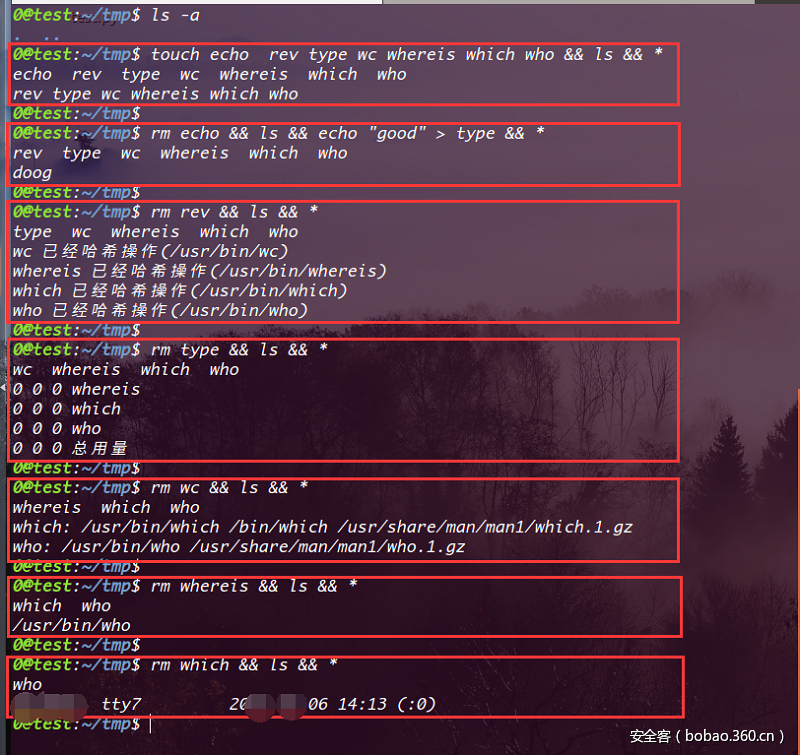 0@test:~/tmp$ ls -a
. ..
0@test:~/tmp$ touch echo  rev type wc whereis which who && ls && *
echo  rev  type  wc  whereis  which  who
rev type wc whereis which who
0@test:~/tmp$
0@test:~/tmp$ rm echo && ls && echo "good" > type && *
rev  type  wc  whereis  which  who
doog
0@test:~/tmp$
0@test:~/tmp$ rm rev && ls && *
type  wc  whereis  which  who
wc 已经哈希操作(/usr/bin/wc)
whereis 已经哈希操作(/usr/bin/whereis)
which 已经哈希操作(/usr/bin/which)
who 已经哈希操作(/usr/bin/who)
0@test:~/tmp$
0@test:~/tmp$ rm type && ls && *
wc  whereis  which  who
0 0 0 whereis
0 0 0 which
0 0 0 who
0 0 0 总用量
0@test:~/tmp$
0@test:~/tmp$ rm wc && ls && *
whereis  which  who
which: /usr/bin/which /bin/which /usr/share/man/man1/which.1.gz
who: /usr/bin/who /usr/share/man/man1/who.1.gz
0@test:~/tmp$
0@test:~/tmp$ rm whereis && ls && *
which  who
/usr/bin/who
0@test:~/tmp$
0@test:~/tmp$ rm which && ls && *
who
tty7 20 06 14:13 (:0)
0@test:~/tmp$
安全客（bobao.360.cn）